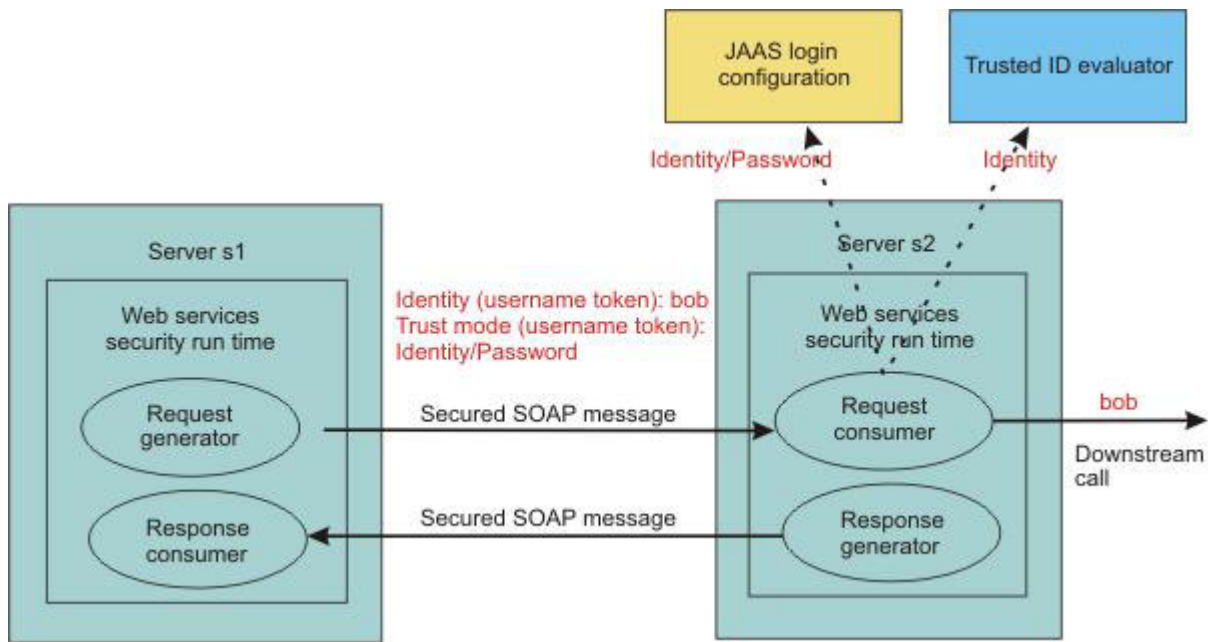 JAAS login
configuration
Trusted ID evaluator
Identity/Password
Identity
Server s1
Server s2
Web services
security run time
Identity (username token): bob
Trust mode (username token):
Identity/Password
Web services
security run time
Request
generator
Secured SOAP message
Request
consumer
bob
Downstream
call
Response
consumer
Secured SOAP message
Response
generator